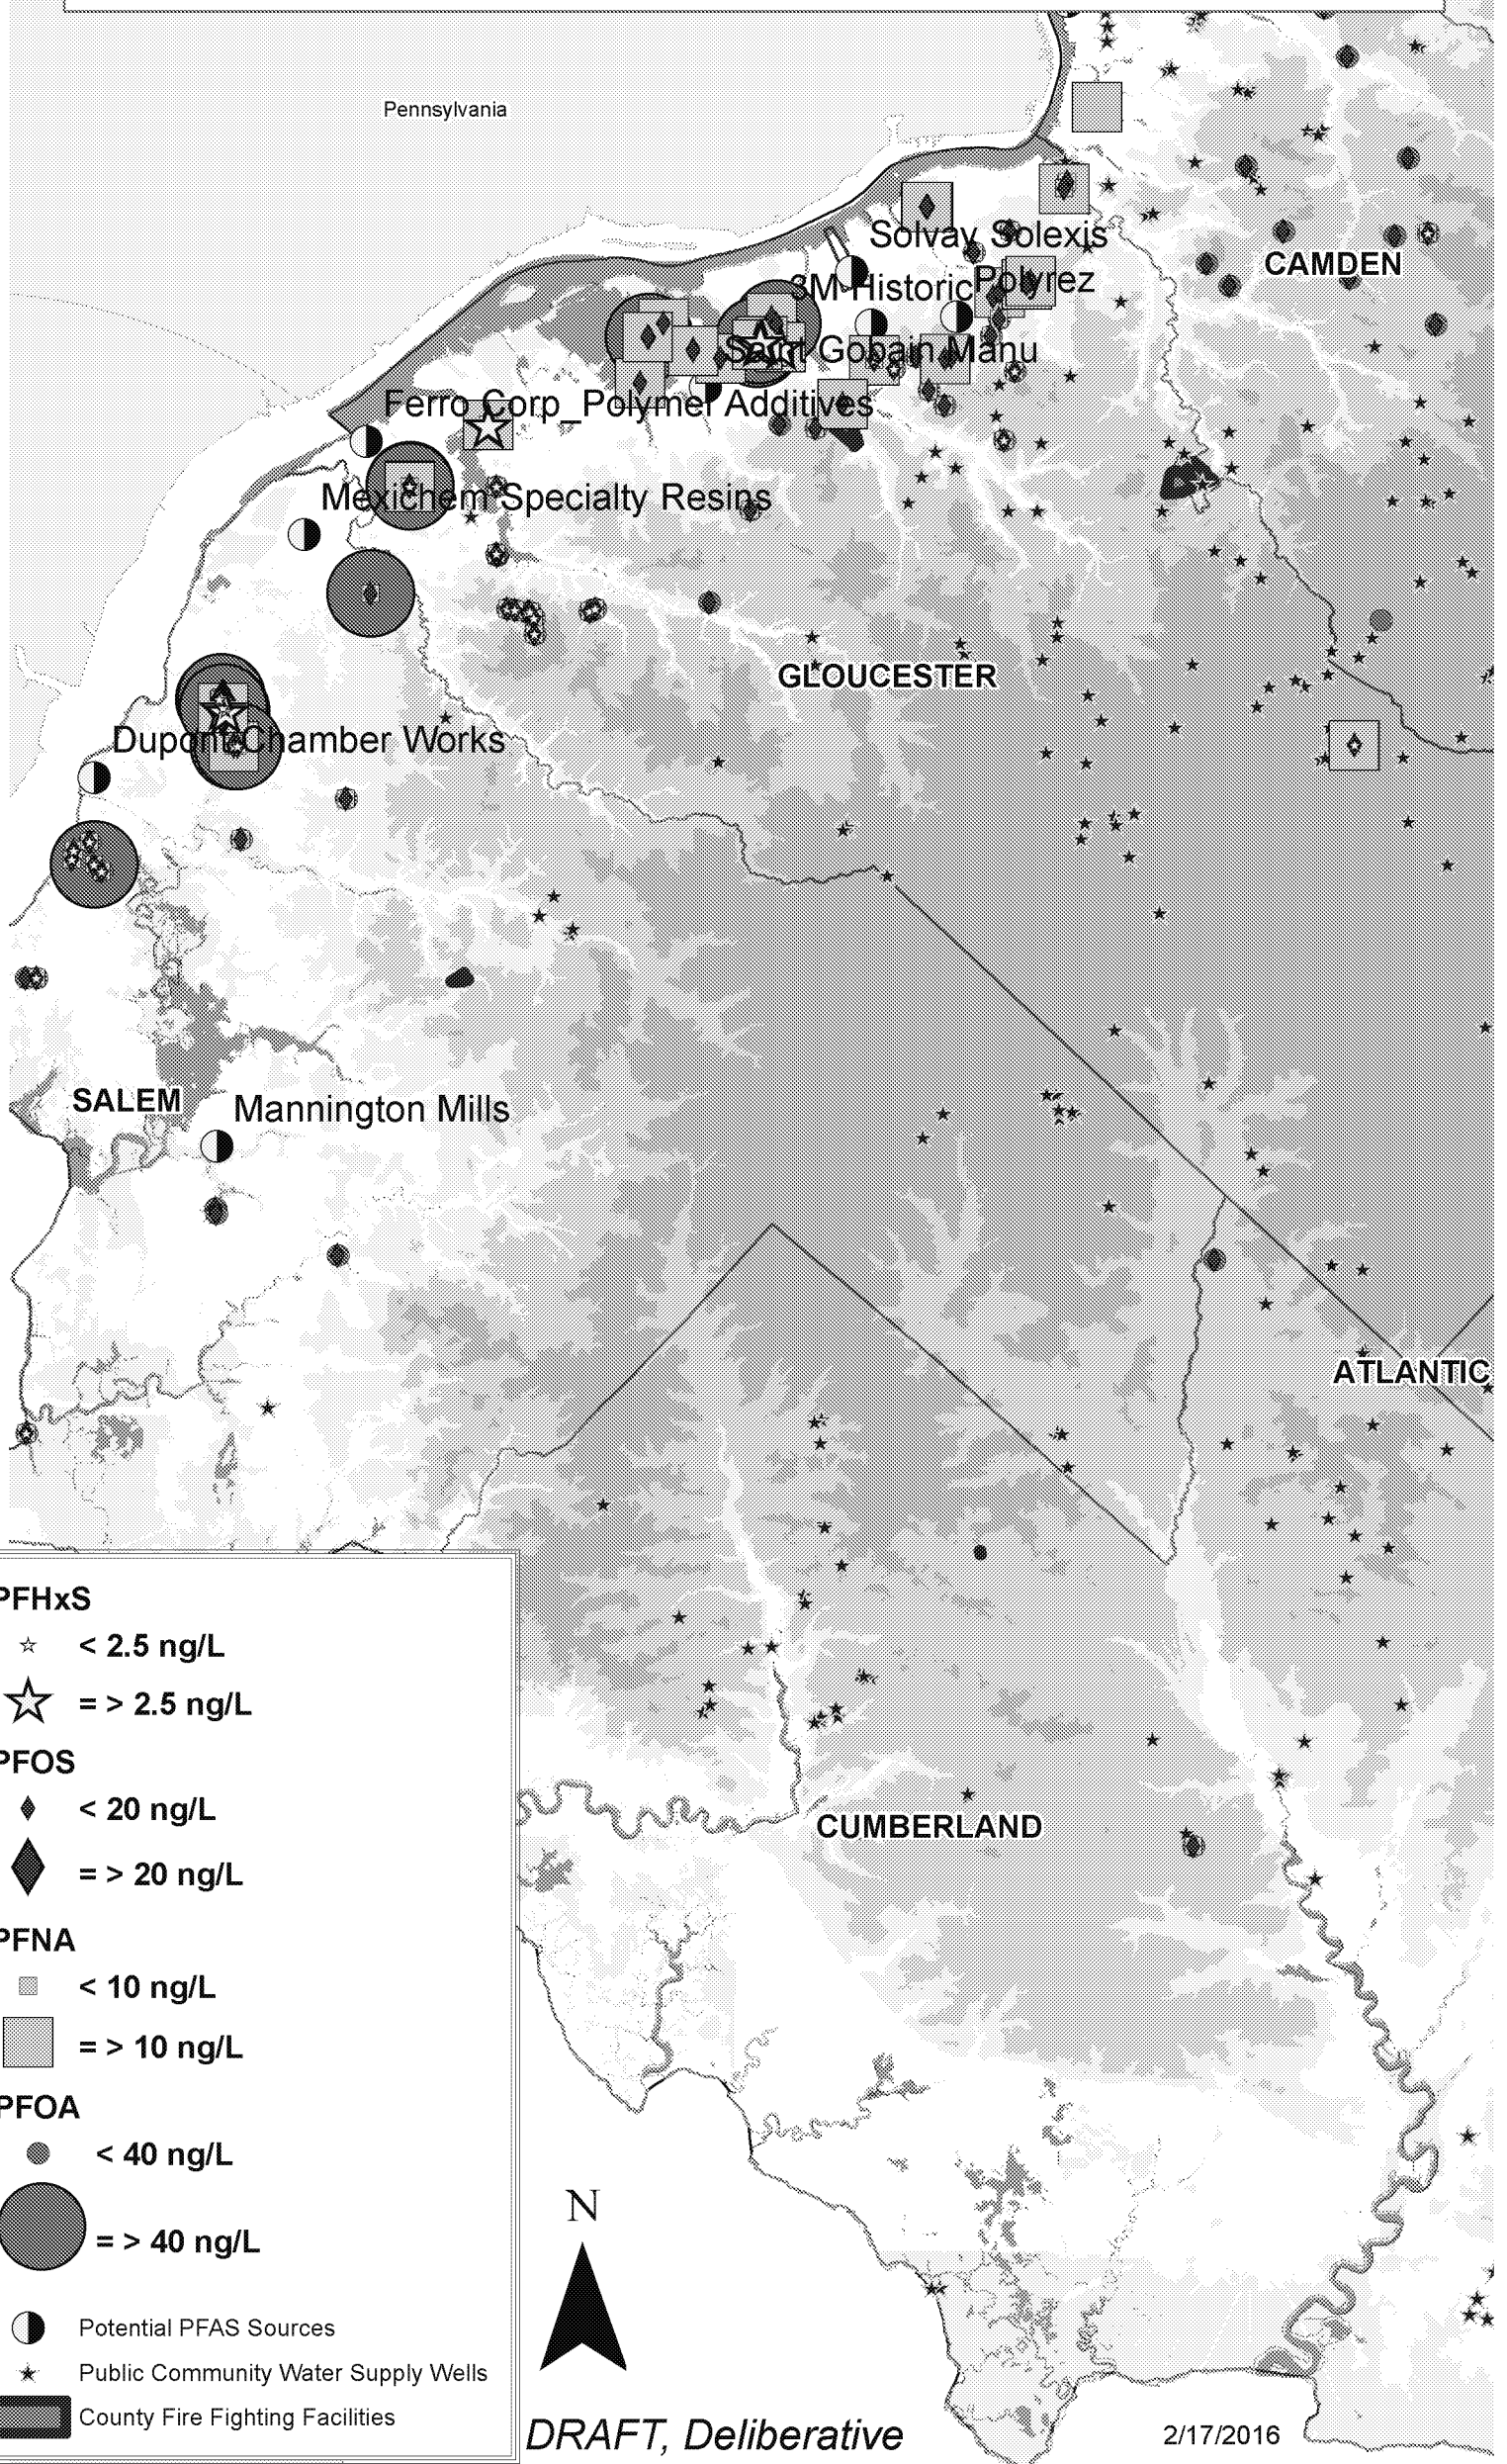 Pennsylvania
Solvay Solexis
CAMDEN
3M Historic
Polyrez
Saint Gobain Manu
Ferro Corp_Polymer Additives
Mexichem Specialty Resins
GLOUCESTER
Dupont Chamber Works
SALEM
Mannington Mills
ATLANTIC
CUMBERLAND
PFHxS
< 2.5 ng/L
= > 2.5 ng/L
PFOS
< 20 ng/L
= > 20 ng/L
PFNA
< 10 ng/L
= > 10 ng/L
PFOA
< 40 ng/L
= > 40 ng/L
Potential PFAS Sources
Public Community Water Supply Wells
County Fire Fighting Facilities
N
DRAFT, Deliberative
2/17/2016